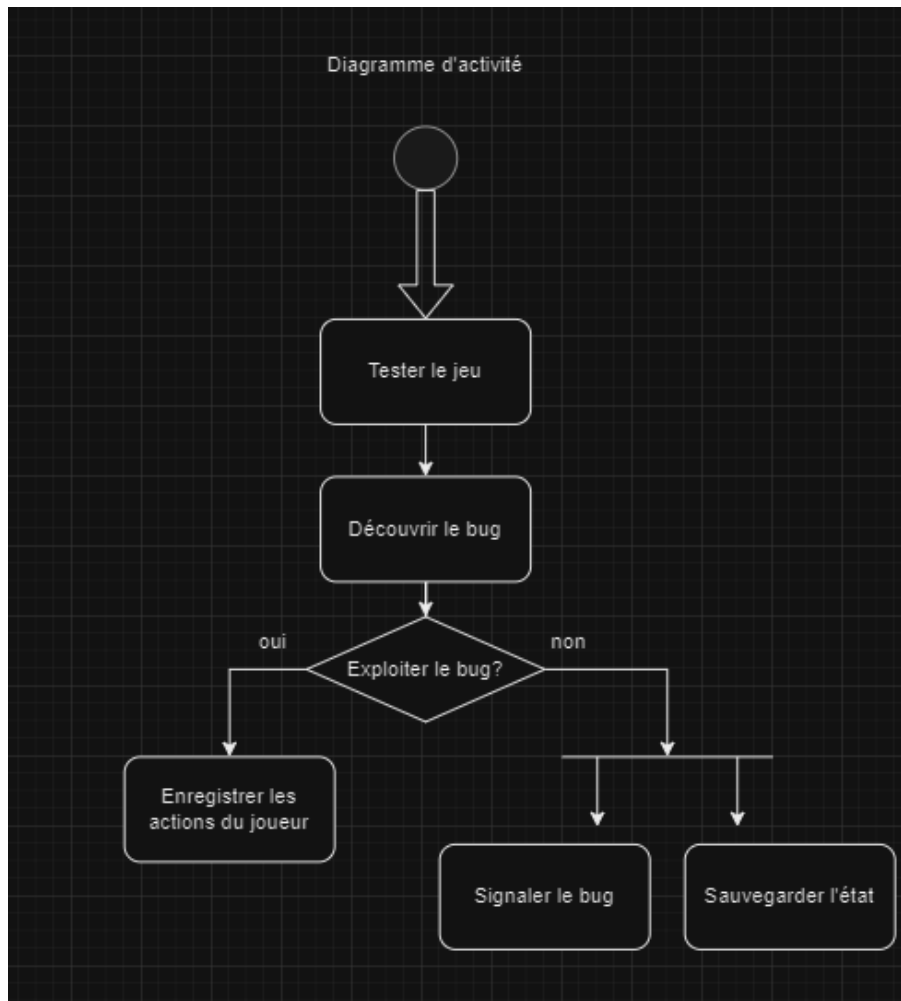 Diagramme d'activité
Tester le jeu
Découvrir le bug
oui
non
Exploiter le bug?
Enregistrer les
actions du joueur
Signaler le bug
Sauvegarder l'état